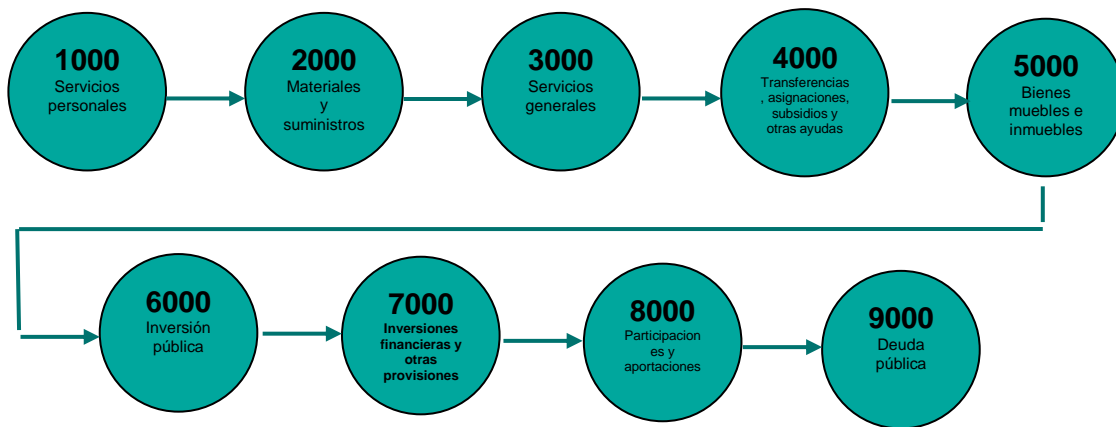 1000
Servicios
personales
2000
Materiales
y
suministros
3000
Servicios
generales
4000
Transferencias
, asignaciones,
subsidios y
otras ayudas
5000
Bienes
muebles e
inmuebles
6000
Inversión
pública
7000
Inversiones
financieras y
otras
provisiones
8000
Participacion
es y
aportaciones
9000
Deuda
pública